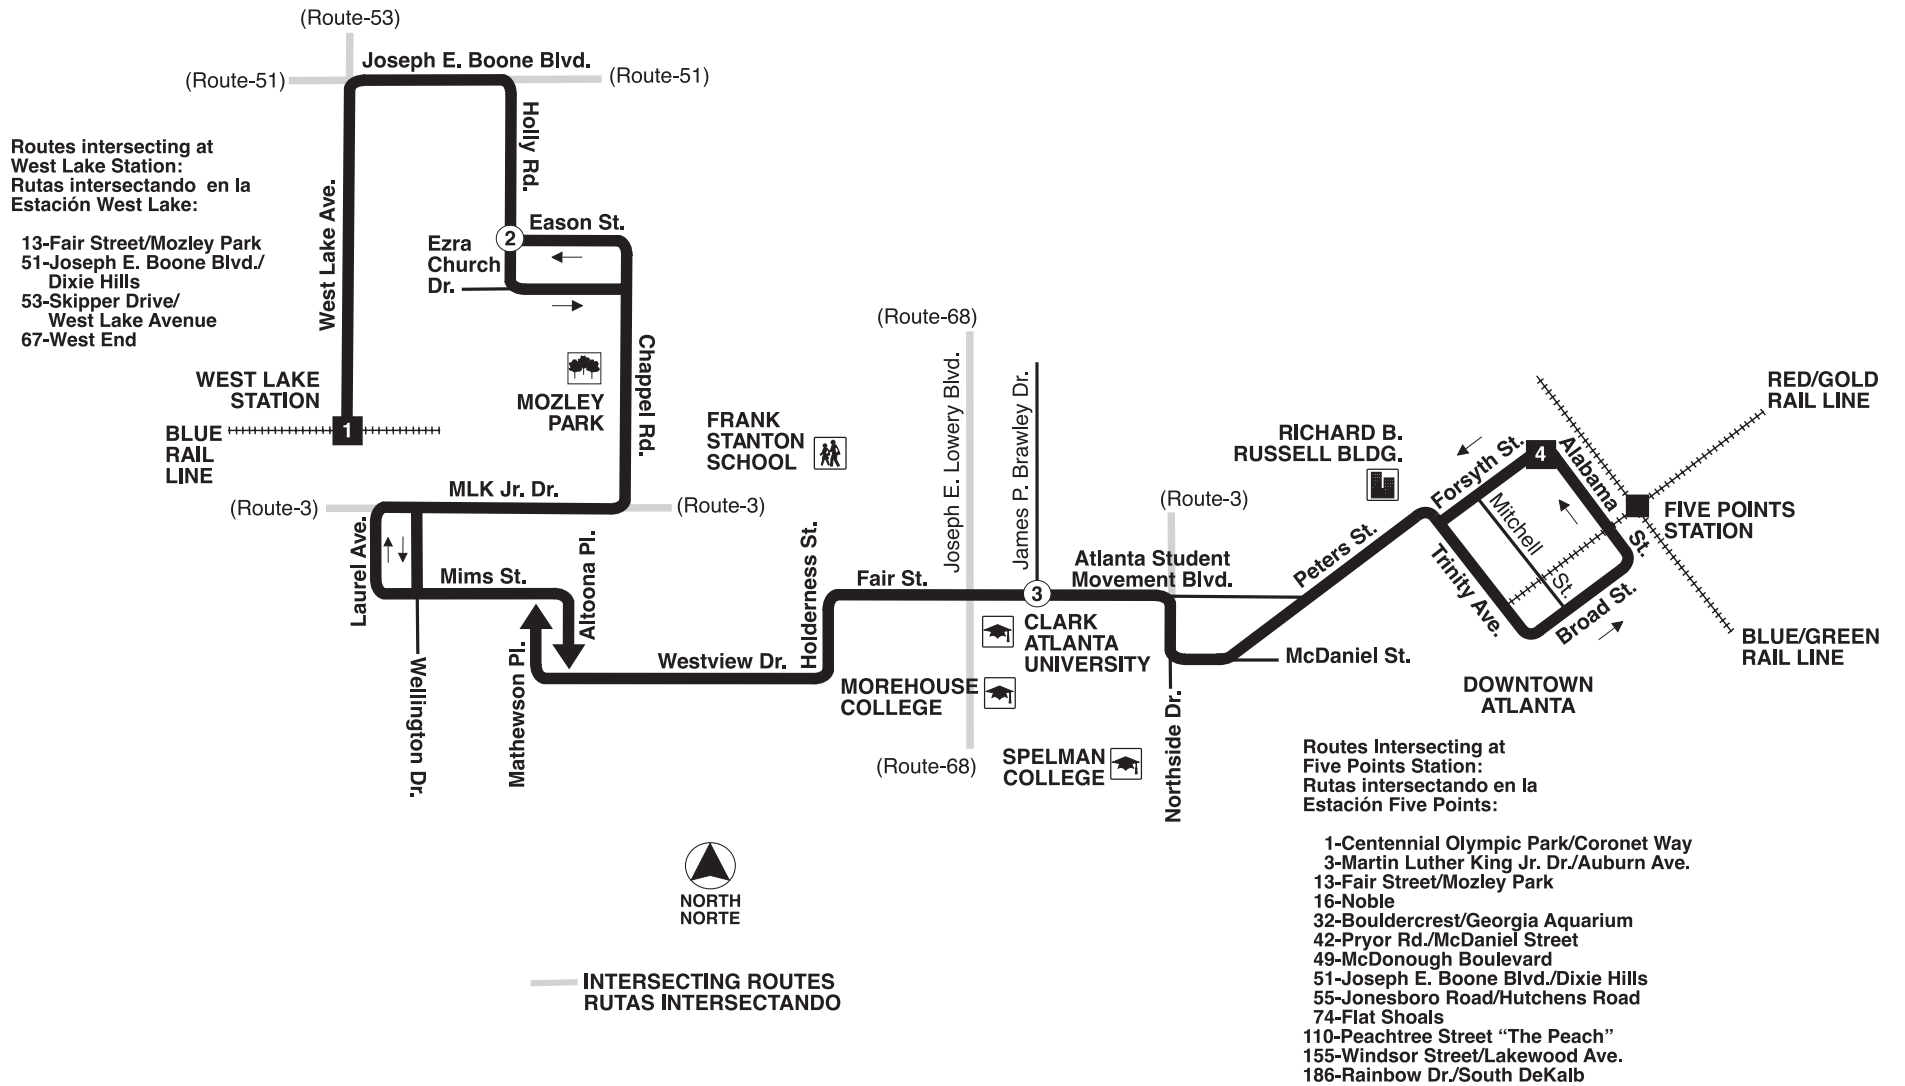 (Route-53)
Joseph E. Boone Blvd.
(Route-51)
(Route-51)
Holly Rd.
Routes intersecting at
West Lake Station:
Rutas intersectando en la
Estación West Lake:
13-Fair Street/Mozley Park
51-Joseph E. Boone Blvd./
Dixie Hills
53-Skipper Drive/
West Lake Avenue
67-West End
West Lake Ave.
Eason St.
2
Ezra
Church
Dr.
WEST LAKE
STATION
1
BLUE
RAIL
LINE
MOZLEY
PARK
Chappel Rd.
FRANK
STANTON
SCHOOL
(Route-68)
Joseph E. Lowery Blvd.
James P. Brawley Dr.
RICHARD B.
RUSSELL BLDG.
Forsyth St.
4
Alabama St.
RED/GOLD
RAIL LINE
FIVE POINTS
STATION
Mitchell St.
(Route-3)
MLK Jr. Dr.
(Route-3)
(Route-3)
Laurel Ave.
Mims St.
Altoona Pl.
Holderness St.
Fair St.
3
Atlanta Student
Movement Blvd.
Peters St.
Trinity Ave.
Broad St.
BLUE/GREEN
RAIL LINE
CLARK
ATLANTA
UNIVERSITY
McDaniel St.
Wellington Dr.
Mathewson Pl.
Westview Dr.
MOREHOUSE
COLLEGE
Northside Dr.
DOWNTOWN
ATLANTA
(Route-68)
SPELMAN
COLLEGE
Routes Intersecting at
Five Points Station:
Rutas intersectando en la
Estación Five Points:
1-Centennial Olympic Park/Coronet Way
3-Martin Luther King Jr. Dr./Auburn Ave.
13-Fair Street/Mozley Park
16-Noble
32-Bouldercrest/Georgia Aquarium
42-Pryor Rd./McDaniel Street
49-McDonough Boulevard
51-Joseph E. Boone Blvd./Dixie Hills
55-Jonesboro Road/Hutchens Road
74-Flat Shoals
110-Peachtree Street “The Peach”
155-Windsor Street/Lakewood Ave.
186-Rainbow Dr./South DeKalb
NORTH
NORTE
INTERSECTING ROUTES
RUTAS INTERSECTANDO